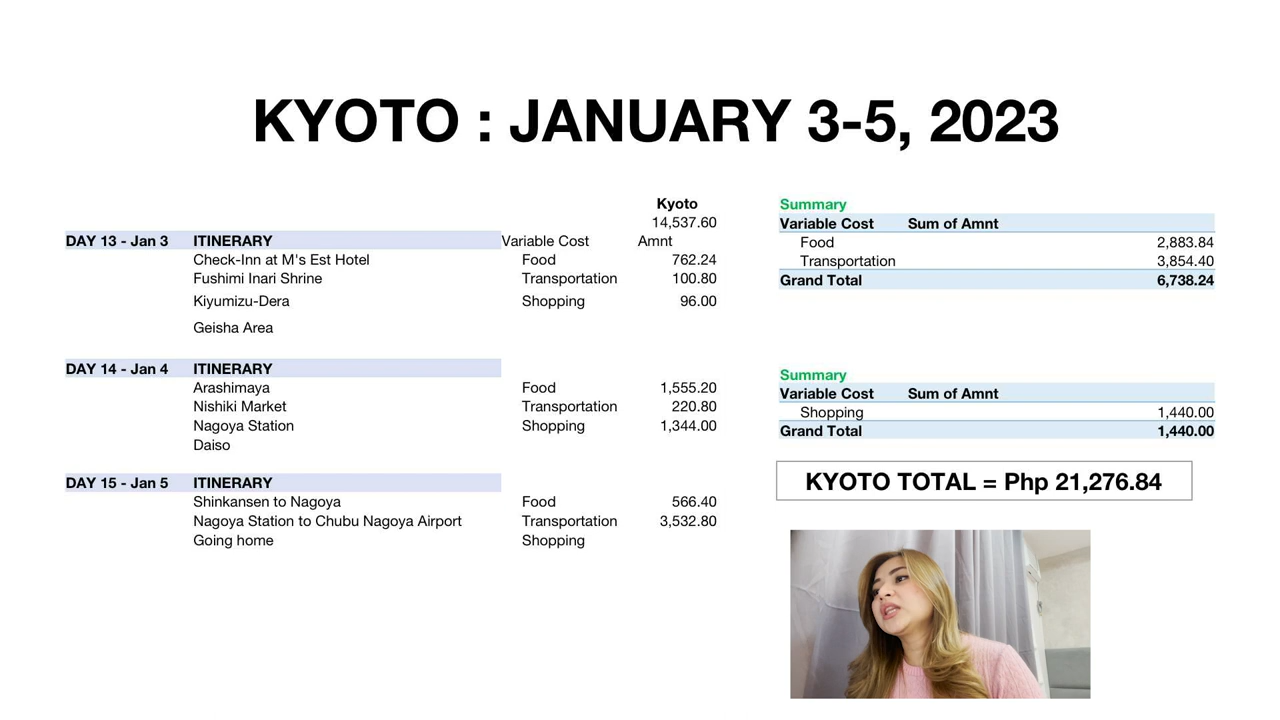 KYOTO : JANUARY 3-5, 2023
Kyoto
14,537.60
DAY 13 - Jan 3 ITINERARY Variable Cost Amnt
Check-Inn at M's Est Hotel Food 762.24
Fushimi Inari Shrine Transportation 100.80
Kiyumizu-Dera Shopping 96.00
Geisha Area
DAY 14 - Jan 4 ITINERARY
Arashimaya Food 1,555.20
Nishiki Market Transportation 220.80
Nagoya Station Shopping 1,344.00
Daiso
DAY 15 - Jan 5 ITINERARY
Shinkansen to Nagoya Food 566.40
Nagoya Station to Chubu Nagoya Airport Transportation 3,532.80
Going home Shopping
Summary
Variable Cost Sum of Amnt
Food 2,883.84
Transportation 3,854.40
Grand Total 6,738.24
Summary
Variable Cost Sum of Amnt
Shopping 1,440.00
Grand Total 1,440.00
KYOTO TOTAL = Php 21,276.84